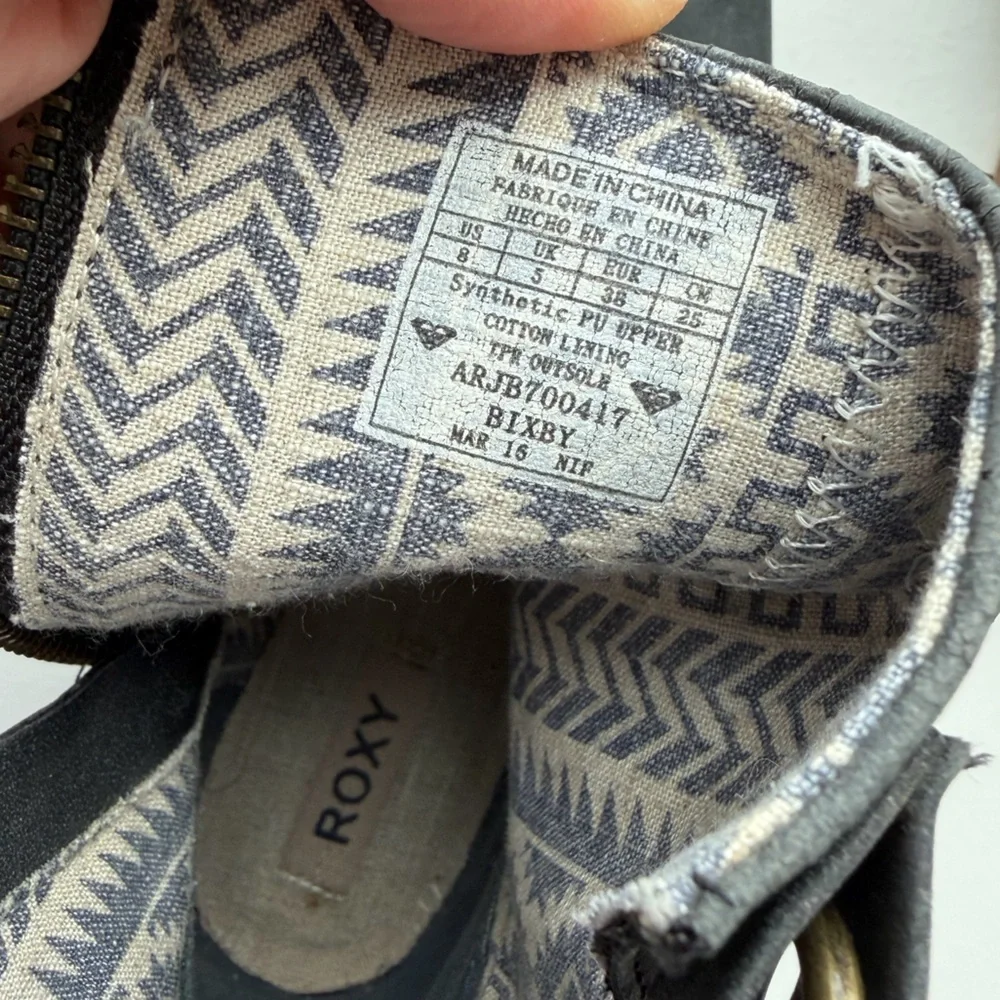 MADE IN CHINA
FABRIQUE EN CHINE
HECHO EN CHINA
US UK EUR CM
8 5 38 25
Synthetic PU UPPER
COTTON LINING
TPR OUTSOLE
ARJB700417
BIXBY
MAR 16 NIF
ROXY